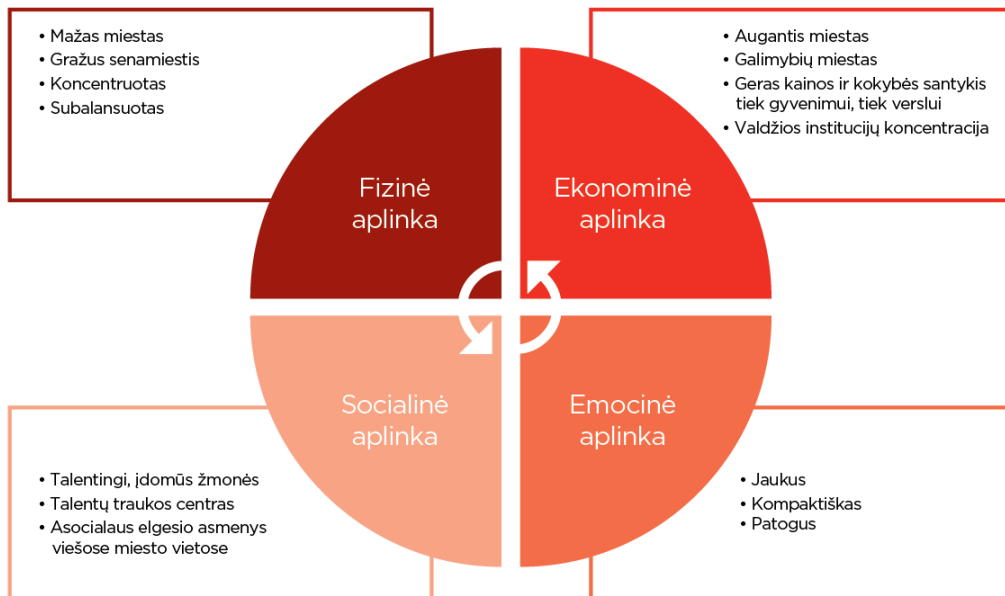 • Mažas miestas
• Gražus senamiestis
• Koncentruotas
• Subalansuotas
• Augantis miestas
• Galimybių miestas
• Geras kainos ir kokybės santykis
tiek gyvenimui, tiek verslui
• Valdžios institucijų koncentracija
Fizinė
aplinka
Ekonominė
aplinka
Socialinė
aplinka
Emocinė
aplinka
• Talentingi, įdomūs žmonės
• Talentų traukos centras
• Asocialaus elgesio asmenys
viešose miesto vietose
• Jaukus
• Kompaktiškas
• Patogus